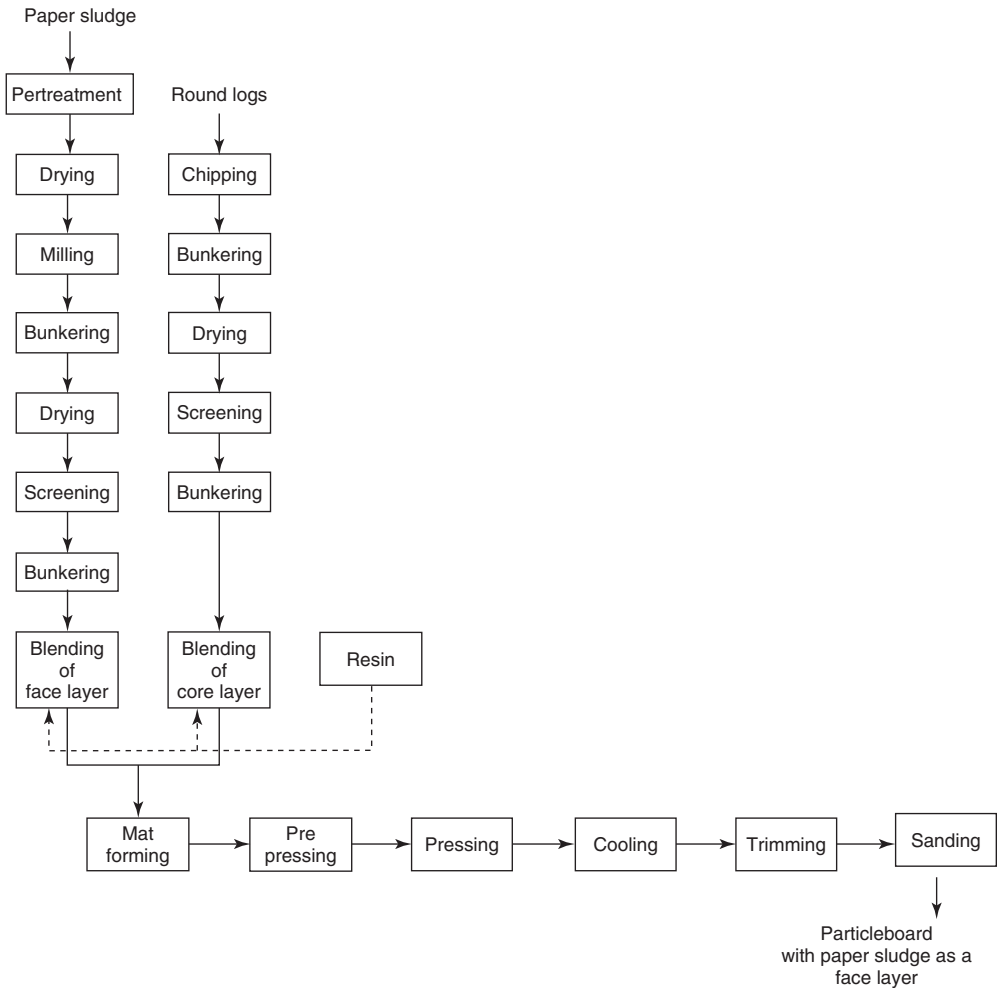 Paper sludge
Pertreatment
Drying
Milling
Bunkering
Drying
Screening
Bunkering
Blending
of
face layer
Round logs
Chipping
Bunkering
Drying
Screening
Bunkering
Blending
of
core layer
Resin
Mat
forming
Pre
pressing
Pressing
Cooling
Trimming
Sanding
Particleboard
with paper sludge as a
face layer